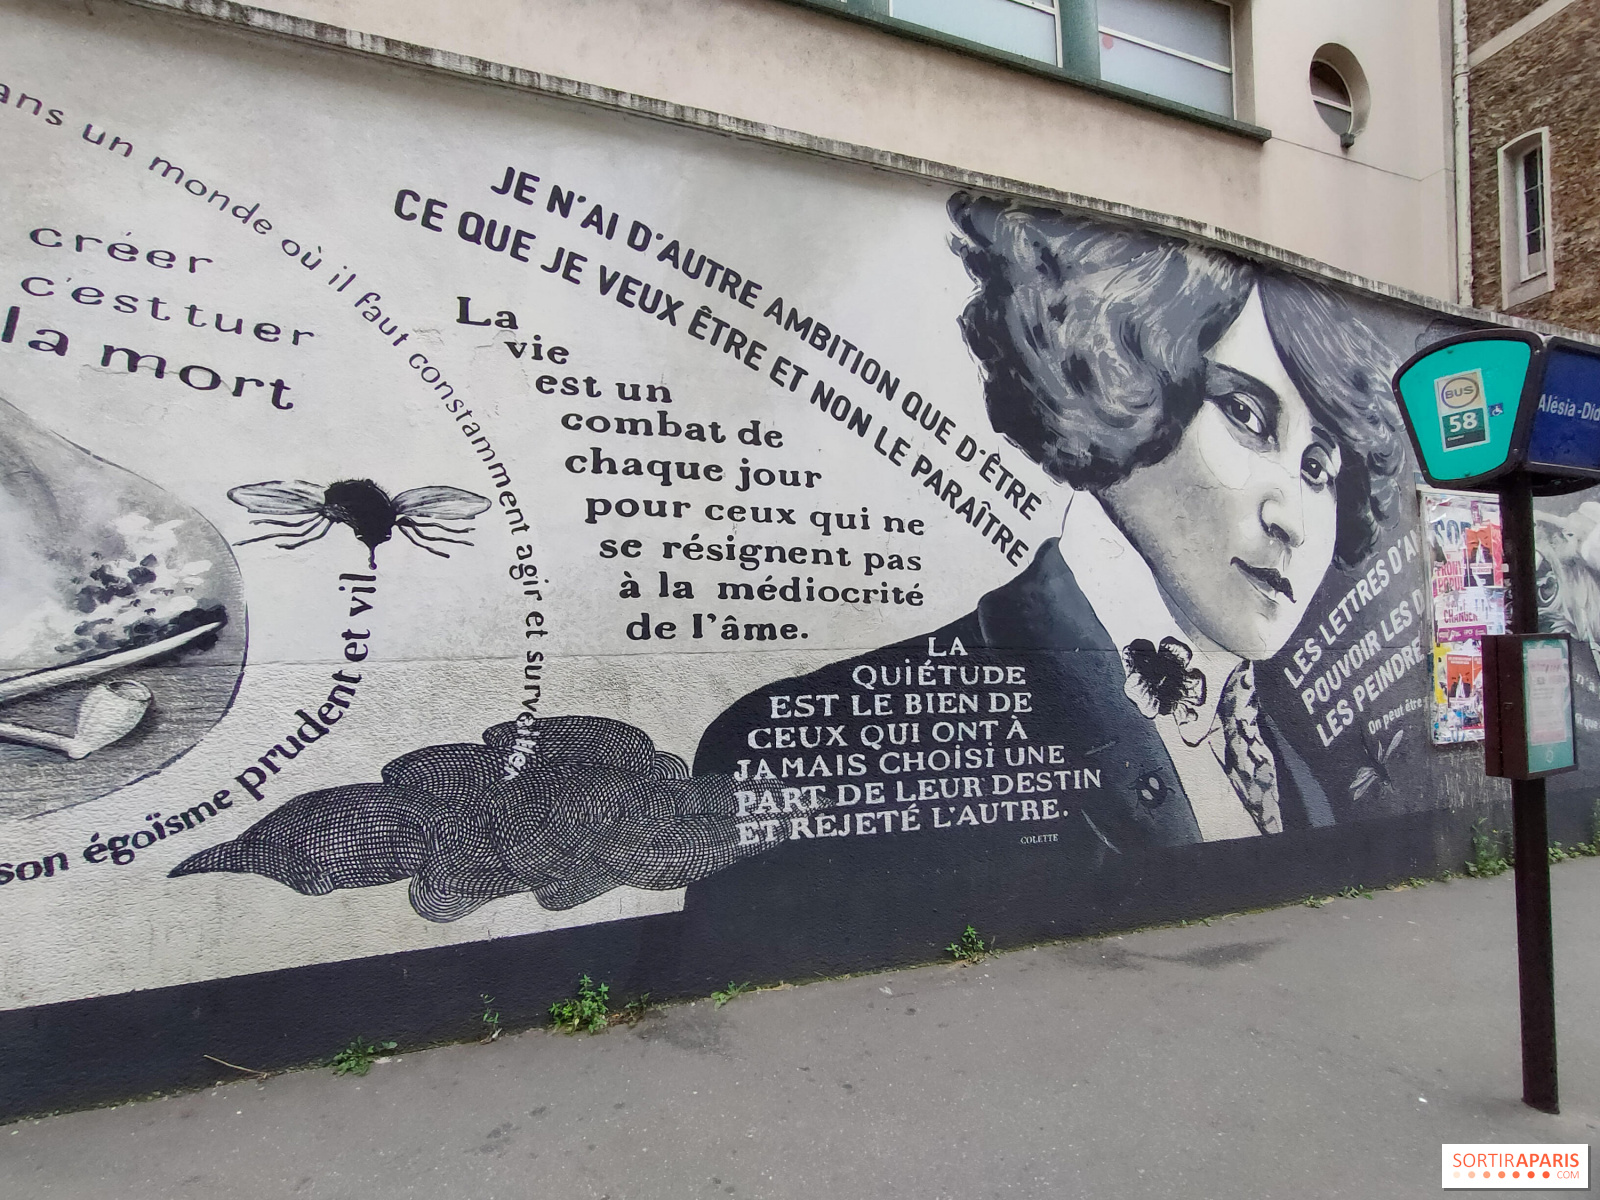 un monde où il faut constamment agir et surveiller
créer
c'est tuer
la mort
son égoïsme prudent et vil
JE N'AI D'AUTRE AMBITION QUE D'ÊTRE
CE QUE JE VEUX ÊTRE ET NON LE PARAÎTRE
La
vie
est un
combat de
chaque jour
pour ceux qui ne
se résignent pas
à la médiocrité
de l'âme.
LA
QUIÉTUDE
EST LE BIEN DE
CEUX QUI ONT À
JAMAIS CHOISI UNE
PART DE LEUR DESTIN
ET REJETÉ L'AUTRE.
COLETTE
LES LETTRES D'A
POUVOIR LES D
LES PEINDRE
On peut être
BUS
58
Alésia-Did
CHANGER
SORTIRAPARIS
.COM